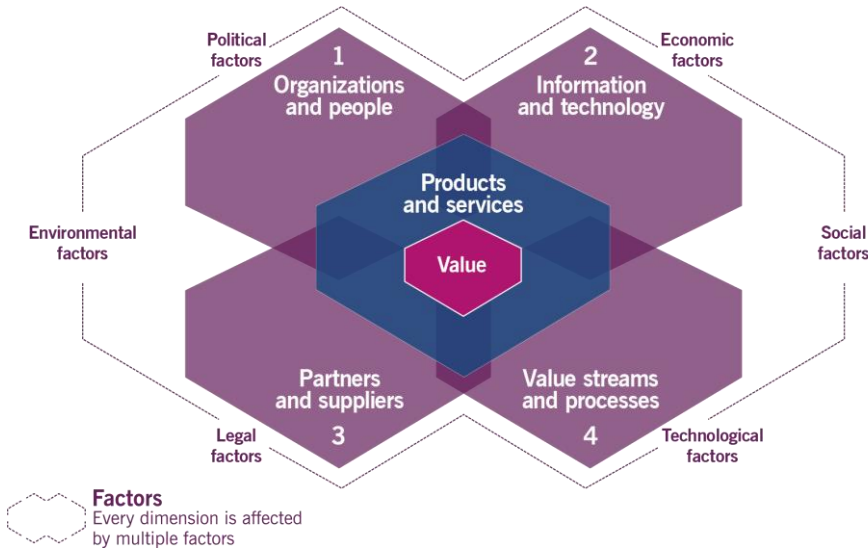 Political
factors
1
Organizations
and people
2
Information
and technology
Economic
factors
Products
and services
Value
Environmental
factors
Social
factors
Partners
and suppliers
3
Value streams
and processes
4
Legal
factors
Technological
factors
Factors
Every dimension is affected
by multiple factors